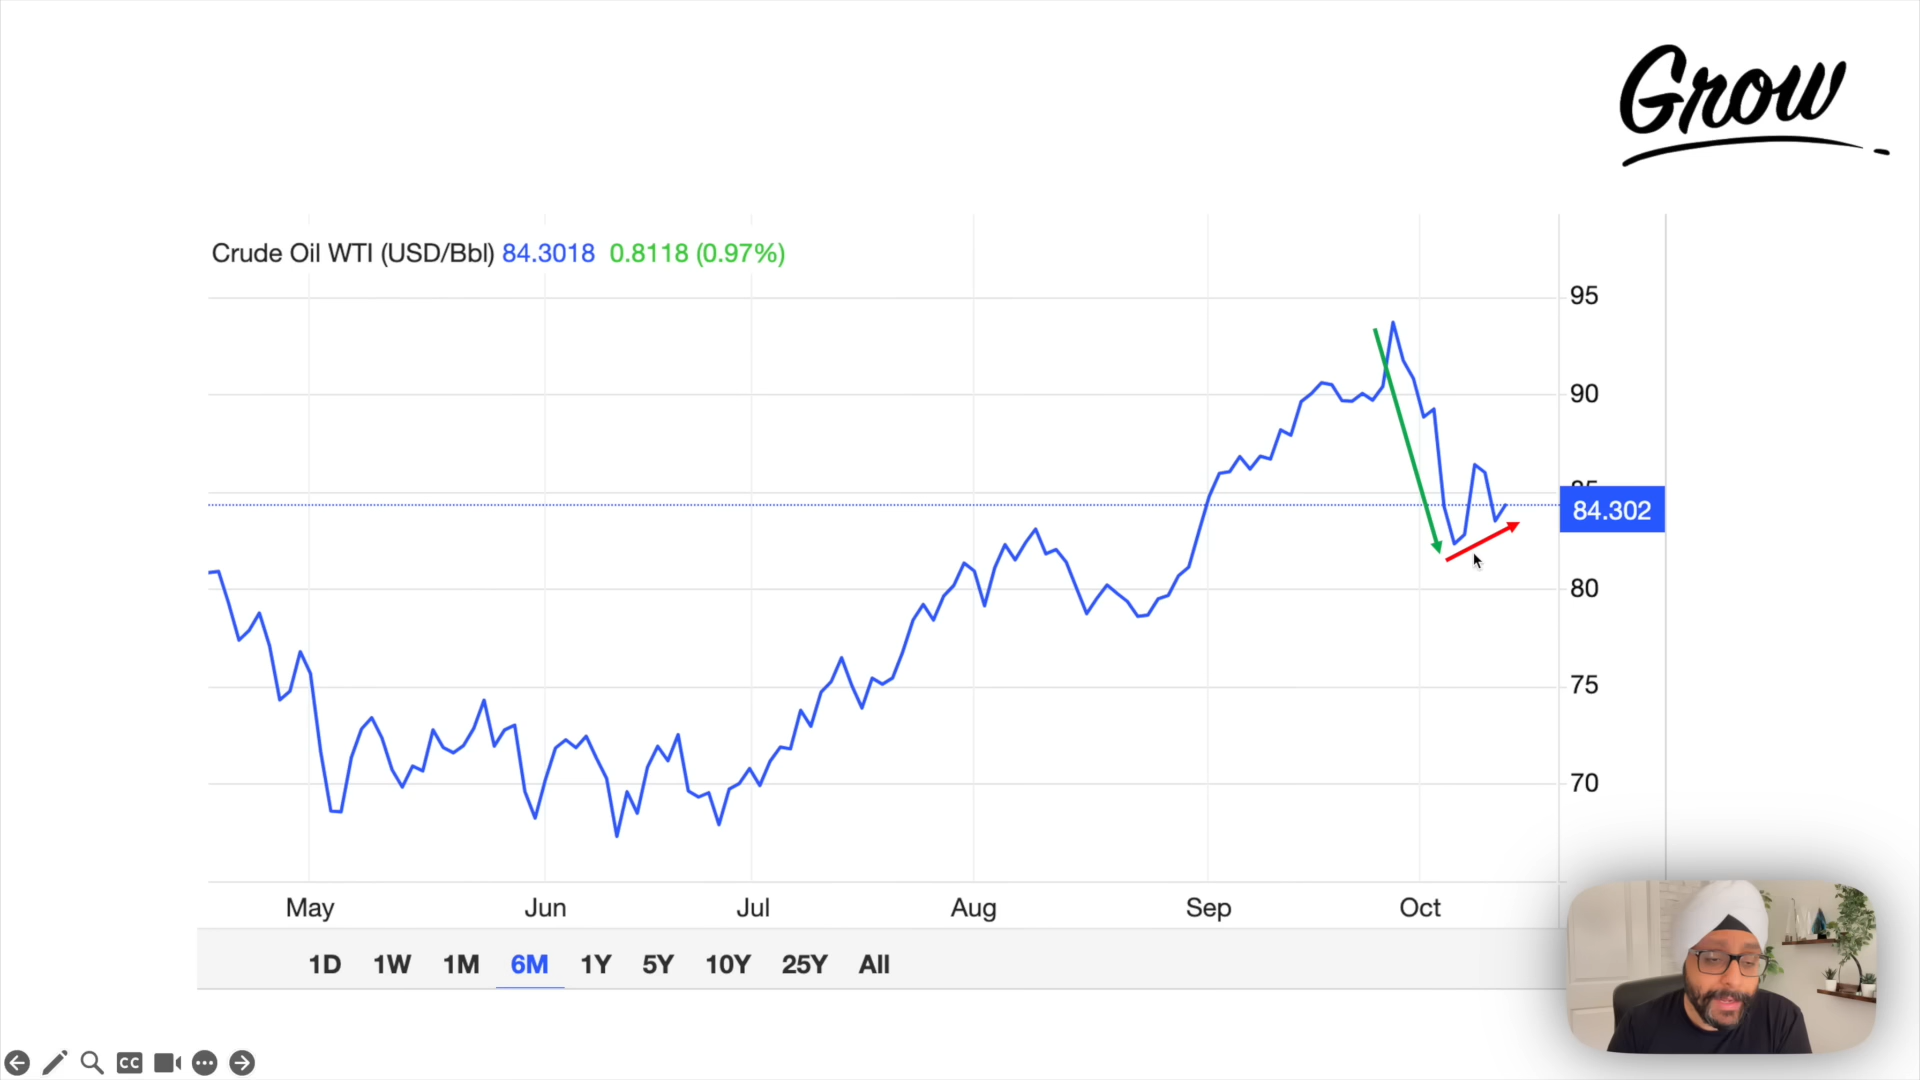 Grow
Crude Oil WTI (USD/Bbl) 84.3018 0.8118 (0.97%)
95
90
84.302
80
75
70
May Jun Jul Aug Sep Oct
1D 1W 1M 6M 1Y 5Y 10Y 25Y All
CC